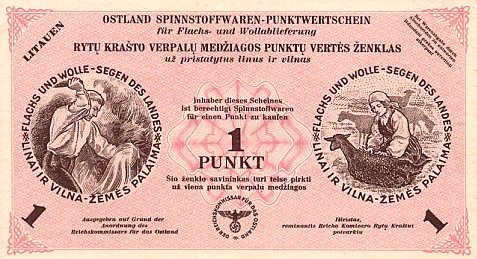 OSTLAND SPINNSTOFFWAREN-PUNKTWERTSCHEIN
für Flachs- und Wollablieferung
RYTŲ KRAŠTO VERPALŲ MEDŽIAGOS PUNKTŲ VERTĖS ŽENKLAS
už pristatytus linus ir vilnas
LITAUEN
FLACHS UND WOLLE-SEGEN DES LANDES
LINAI IR VILNA-ŽEMĖS PALAIMA
Inhaber dieses Scheines
ist berechtigt Spinnstoffwaren
für einen Punkt zu kaufen
1
PUNKT
Šio ženklo savininkas turi teisę pirkti
už vieną punktą verpalų medžiagos
FLACHS UND WOLLE-SEGEN DES LANDES
LINAI IR VILNA-ŽEMĖS PALAIMA
1
Ausgegeben auf Grund der
Anordnung des
Reichskommissars für das Ostland
REICHSKOMMISSAR FÜR DAS OSTLAND
Išleistas,
remiantis Reicho Komisaro Rytų Kraštui
potvarkiu
1